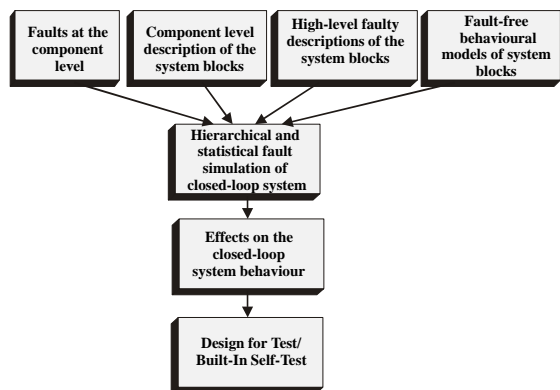 Faults at the
component
level
Component level
description of the
system blocks
High-level faulty
descriptions of the
system blocks
Fault-free
behavioural
models of system
blocks
Hierarchical and
statistical fault
simulation of
closed-loop system
Effects on the
closed-loop
system behaviour
Design for Test/
Built-In Self-Test